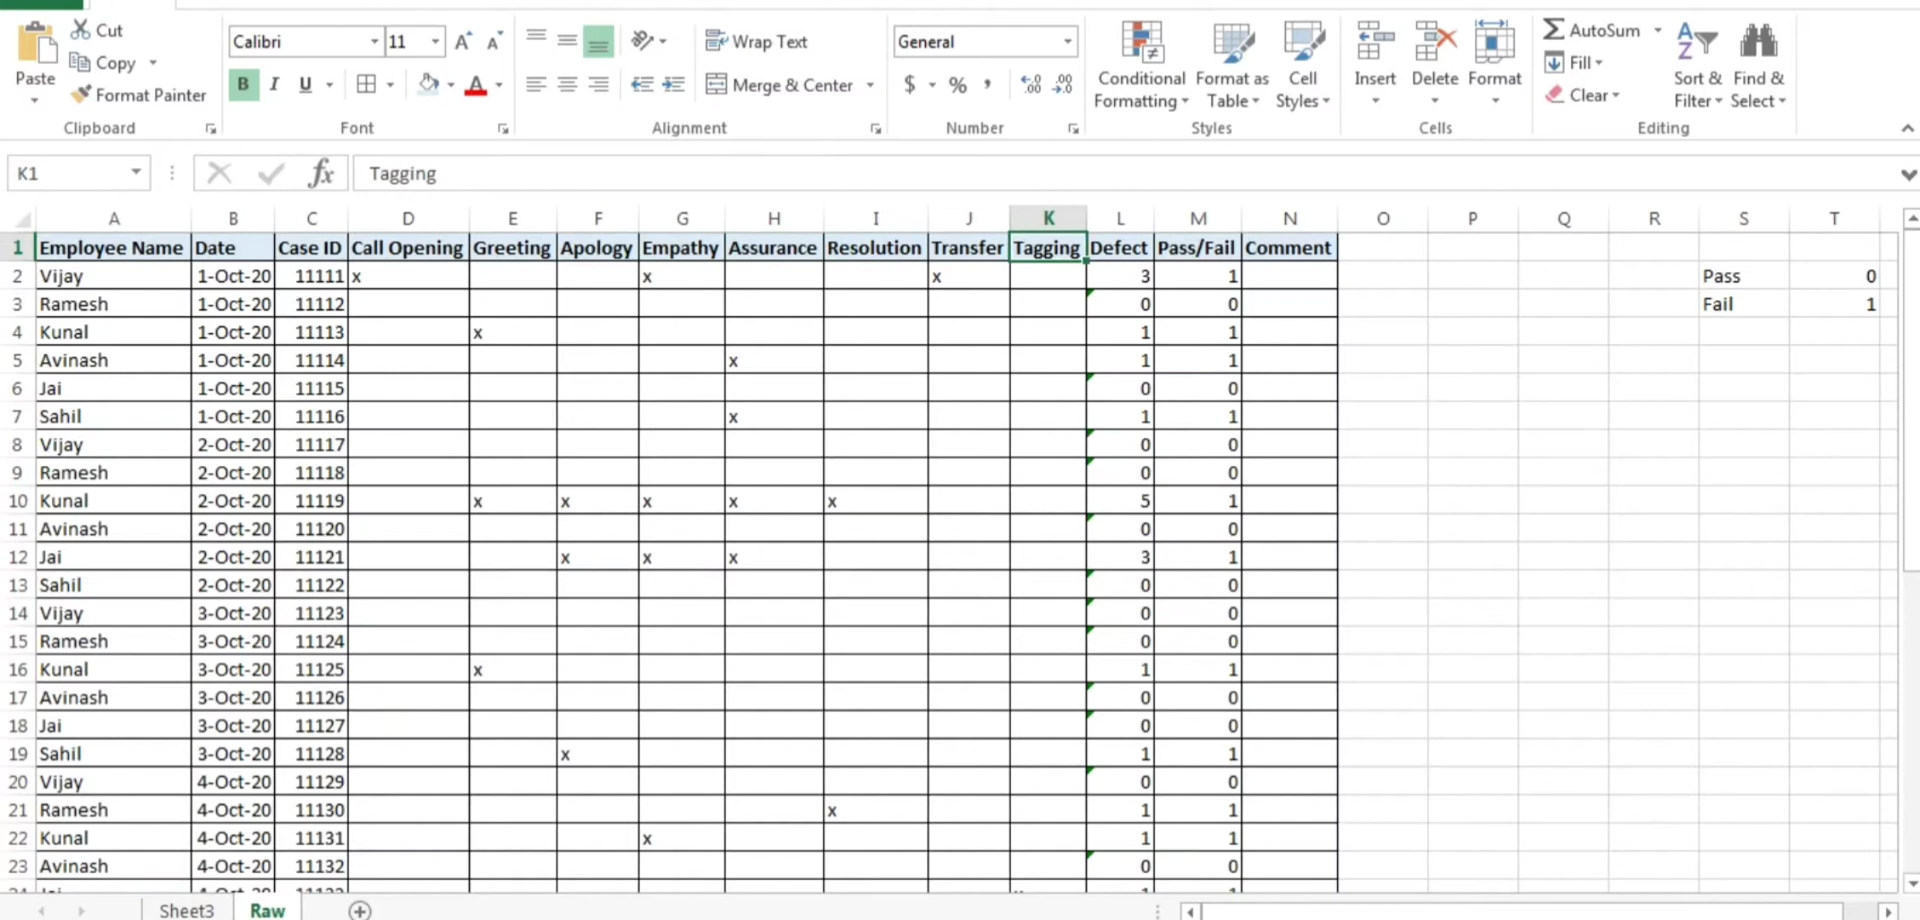 Cut
Copy
Format Painter
Paste
Clipboard
Calibri 11 A A
B I U A
Font
Wrap Text
Merge & Center
Alignment
General
$ % , .0 .00
Number
Conditional Formatting
Format as Table
Cell Styles
Styles
Insert Delete Format
Cells
AutoSum
Fill
Clear
Sort & Filter
Find & Select
Editing
K1 fx Tagging
A B C D E F G H I J K L M N O P Q R S T
1 Employee Name Date Case ID Call Opening Greeting Apology Empathy Assurance Resolution Transfer Tagging Defect Pass/Fail Comment
2 Vijay 1-Oct-20 11111 x x x 3 1 Pass 0
3 Ramesh 1-Oct-20 11112 0 0 Fail 1
4 Kunal 1-Oct-20 11113 x 1 1
5 Avinash 1-Oct-20 11114 x 1 1
6 Jai 1-Oct-20 11115 0 0
7 Sahil 1-Oct-20 11116 x 1 1
8 Vijay 2-Oct-20 11117 0 0
9 Ramesh 2-Oct-20 11118 0 0
10 Kunal 2-Oct-20 11119 x x x x x 5 1
11 Avinash 2-Oct-20 11120 0 0
12 Jai 2-Oct-20 11121 x x x 3 1
13 Sahil 2-Oct-20 11122 0 0
14 Vijay 3-Oct-20 11123 0 0
15 Ramesh 3-Oct-20 11124 0 0
16 Kunal 3-Oct-20 11125 x 1 1
17 Avinash 3-Oct-20 11126 0 0
18 Jai 3-Oct-20 11127 0 0
19 Sahil 3-Oct-20 11128 x 1 1
20 Vijay 4-Oct-20 11129 0 0
21 Ramesh 4-Oct-20 11130 x 1 1
22 Kunal 4-Oct-20 11131 x 1 1
23 Avinash 4-Oct-20 11132 0 0
Sheet3 Raw